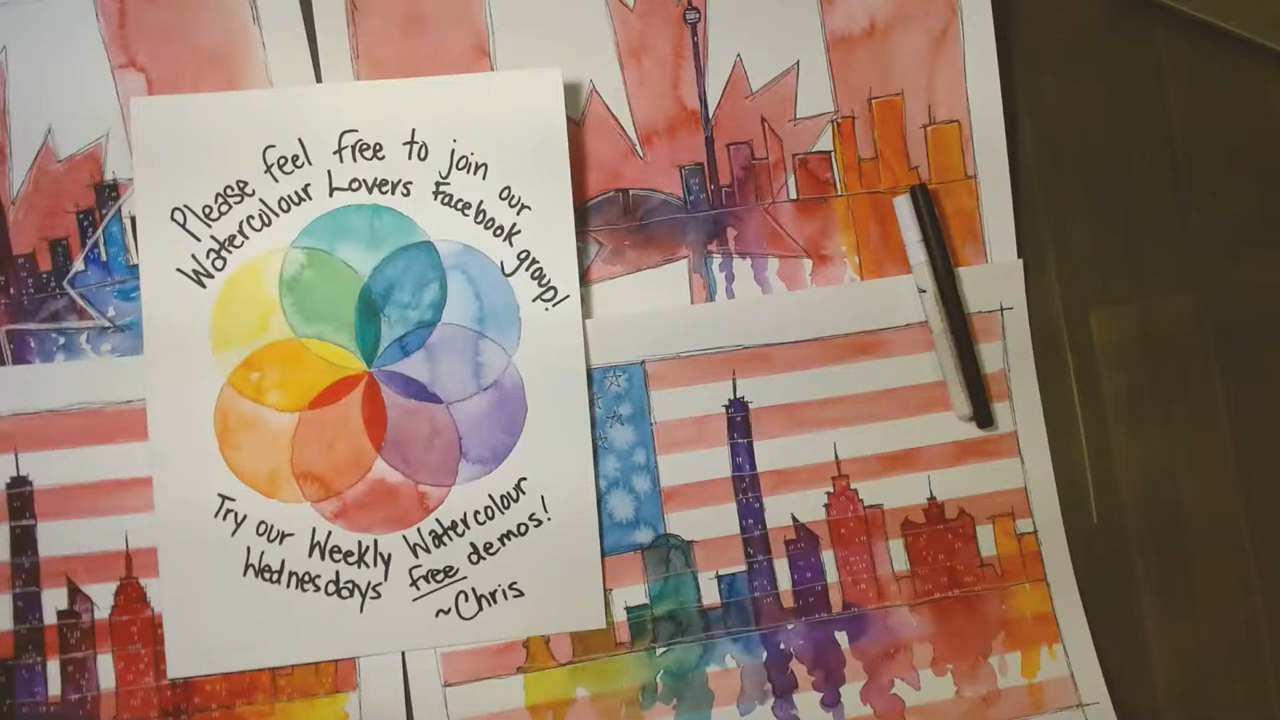 Please feel free to join our
Watercolour Lovers Facebook group!
Try our Weekly Watercolour
Wednesdays free demos!
~Chris